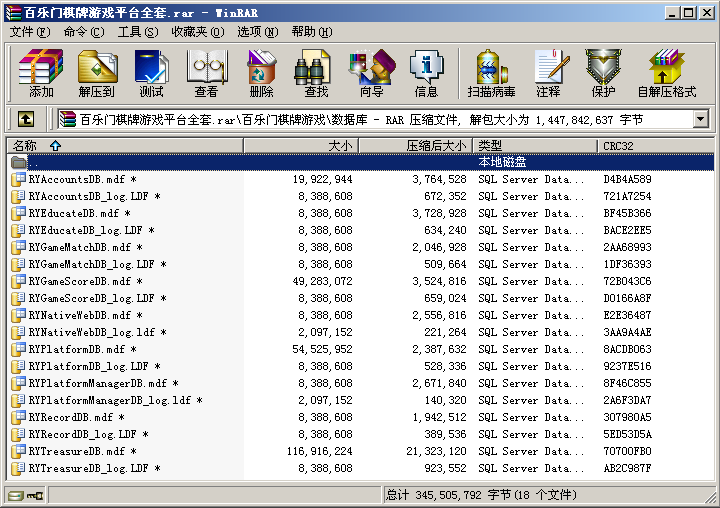 百乐门棋牌游戏平台全套.rar - WinRAR
文件(F) 命令(C) 工具(S) 收藏夹(O) 选项(N) 帮助(H)
添加 解压到 测试 查看 删除 查找 向导 信息 扫描病毒 注释 保护 自解压格式
百乐门棋牌游戏平台全套.rar\百乐门棋牌游戏\数据库 - RAR 压缩文件, 解包大小为 1,447,842,637 字节
名称 大小 压缩后大小 类型 CRC32
.. 本地磁盘
RYAccountsDB.mdf * 19,922,944 3,764,528 SQL Server Data... D4B4A589
RYAccountsDB_log.LDF * 8,388,608 672,352 SQL Server Data... 721A7254
RYEducateDB.mdf * 8,388,608 3,728,928 SQL Server Data... BF45B366
RYEducateDB_log.LDF * 8,388,608 634,240 SQL Server Data... BACE2EE5
RYGameMatchDB.mdf * 8,388,608 2,046,928 SQL Server Data... 2AA68993
RYGameMatchDB_log.LDF * 8,388,608 509,664 SQL Server Data... 1DF36393
RYGameScoreDB.mdf * 49,283,072 3,524,816 SQL Server Data... 72B043C6
RYGameScoreDB_log.LDF * 8,388,608 659,024 SQL Server Data... D0166A8F
RYNativeWebDB.mdf * 8,388,608 2,556,816 SQL Server Data... E2E36487
RYNativeWebDB_log.ldf * 2,097,152 221,264 SQL Server Data... 3AA9A4AE
RYPlatformDB.mdf * 54,525,952 2,387,632 SQL Server Data... 8ACDB063
RYPlatformDB_log.LDF * 8,388,608 528,336 SQL Server Data... 9237E516
RYPlatformManagerDB.mdf * 8,388,608 2,671,840 SQL Server Data... 8F46C855
RYPlatformManagerDB_log.ldf * 2,097,152 140,320 SQL Server Data... 2A6F3DA7
RYRecordDB.mdf * 8,388,608 1,942,512 SQL Server Data... 307980A5
RYRecordDB_log.LDF * 8,388,608 389,536 SQL Server Data... 5ED53D5A
RYTreasureDB.mdf * 116,916,224 21,323,120 SQL Server Data... 70700FB0
RYTreasureDB_log.LDF * 8,388,608 923,552 SQL Server Data... AB2C987F
总计 345,505,792 字节(18 个文件)